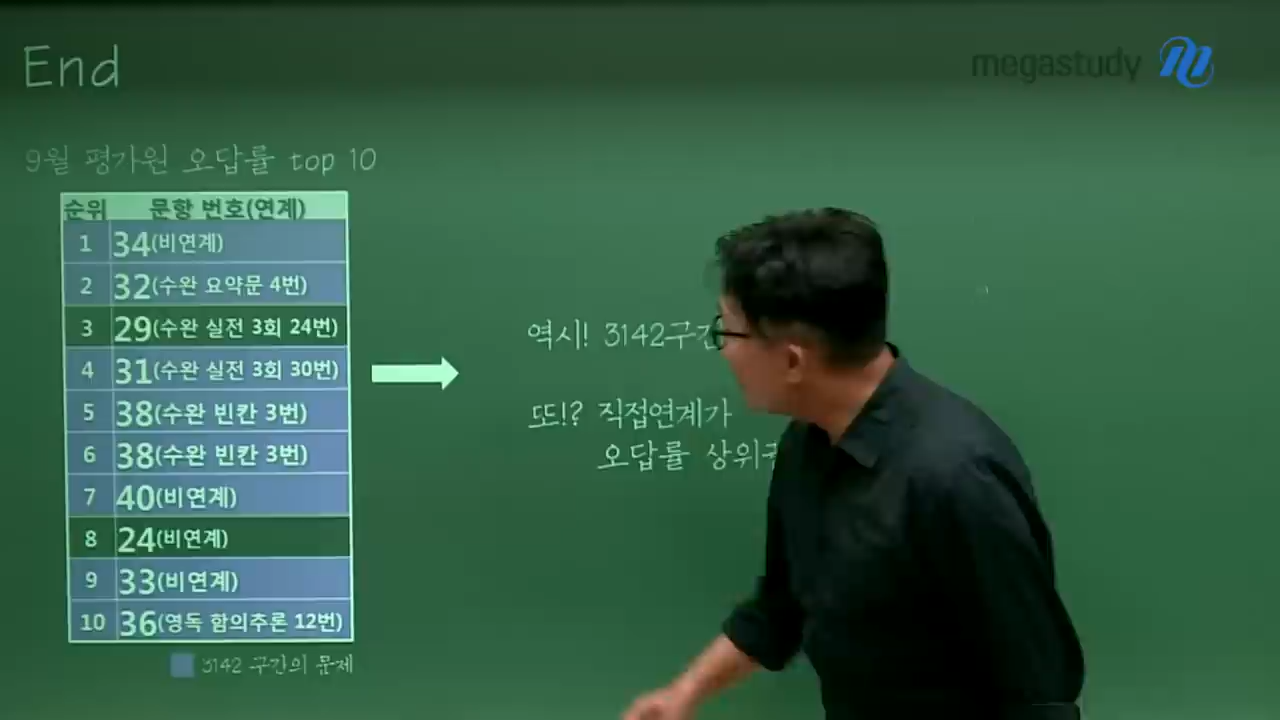 End
megastudy
9월 평가원 오답률 top 10
순위 문항 번호(연계)
1 34(비연계)
2 32(수완 요약문 4번)
3 29(수완 실전 3회 24번)
4 31(수완 실전 3회 30번)
5 38(수완 빈칸 3번)
6 38(수완 빈칸 3번)
7 40(비연계)
8 24(비연계)
9 33(비연계)
10 36(영독 함의추론 12번)
3142 구간의 문제
역시! 3142구간
또!? 직접연계가
오답률